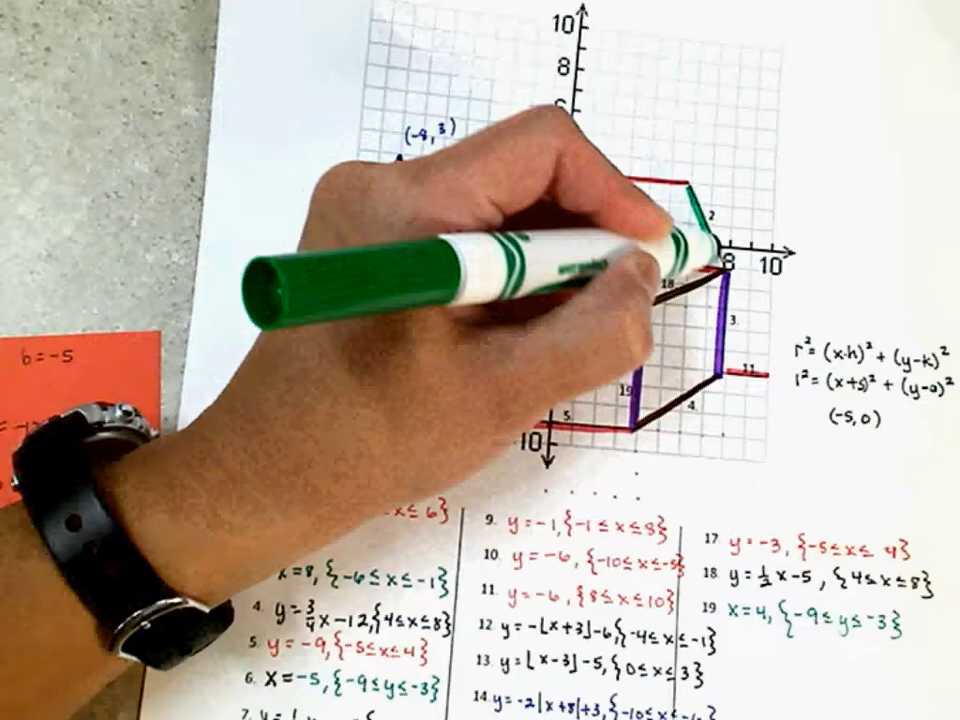 10
8
(-8,3)
2
8 10
18
3.
11
19
4.
5.
10
b=-5
r²= (x-h)²+(y-k)²
1²=(x+5)²+(y-0)²
(-5,0)
x≤6}
x=8, {-6≤x≤-1}
4. y=3/4x-12,{4≤x≤8}
5. y=-9,{-5≤x≤4}
6. x=-5,{-9≤y≤-3}
7.
9. y=-1,{-1≤x≤8}
10. y=-6, {-10≤x≤-5}
11. y=-6,{8≤x≤10}
12 y=-⌊x+3⌋-6{-4≤x≤-1}
13. y=⌊x-3⌋-5,{0≤x≤3}
14. y=-2|x+8|+3,
17 y=-3, {-5≤x≤ 4}
18. y=1/2x-5 ,{4≤x≤8}
19 x=4, {-9≤y≤-3}